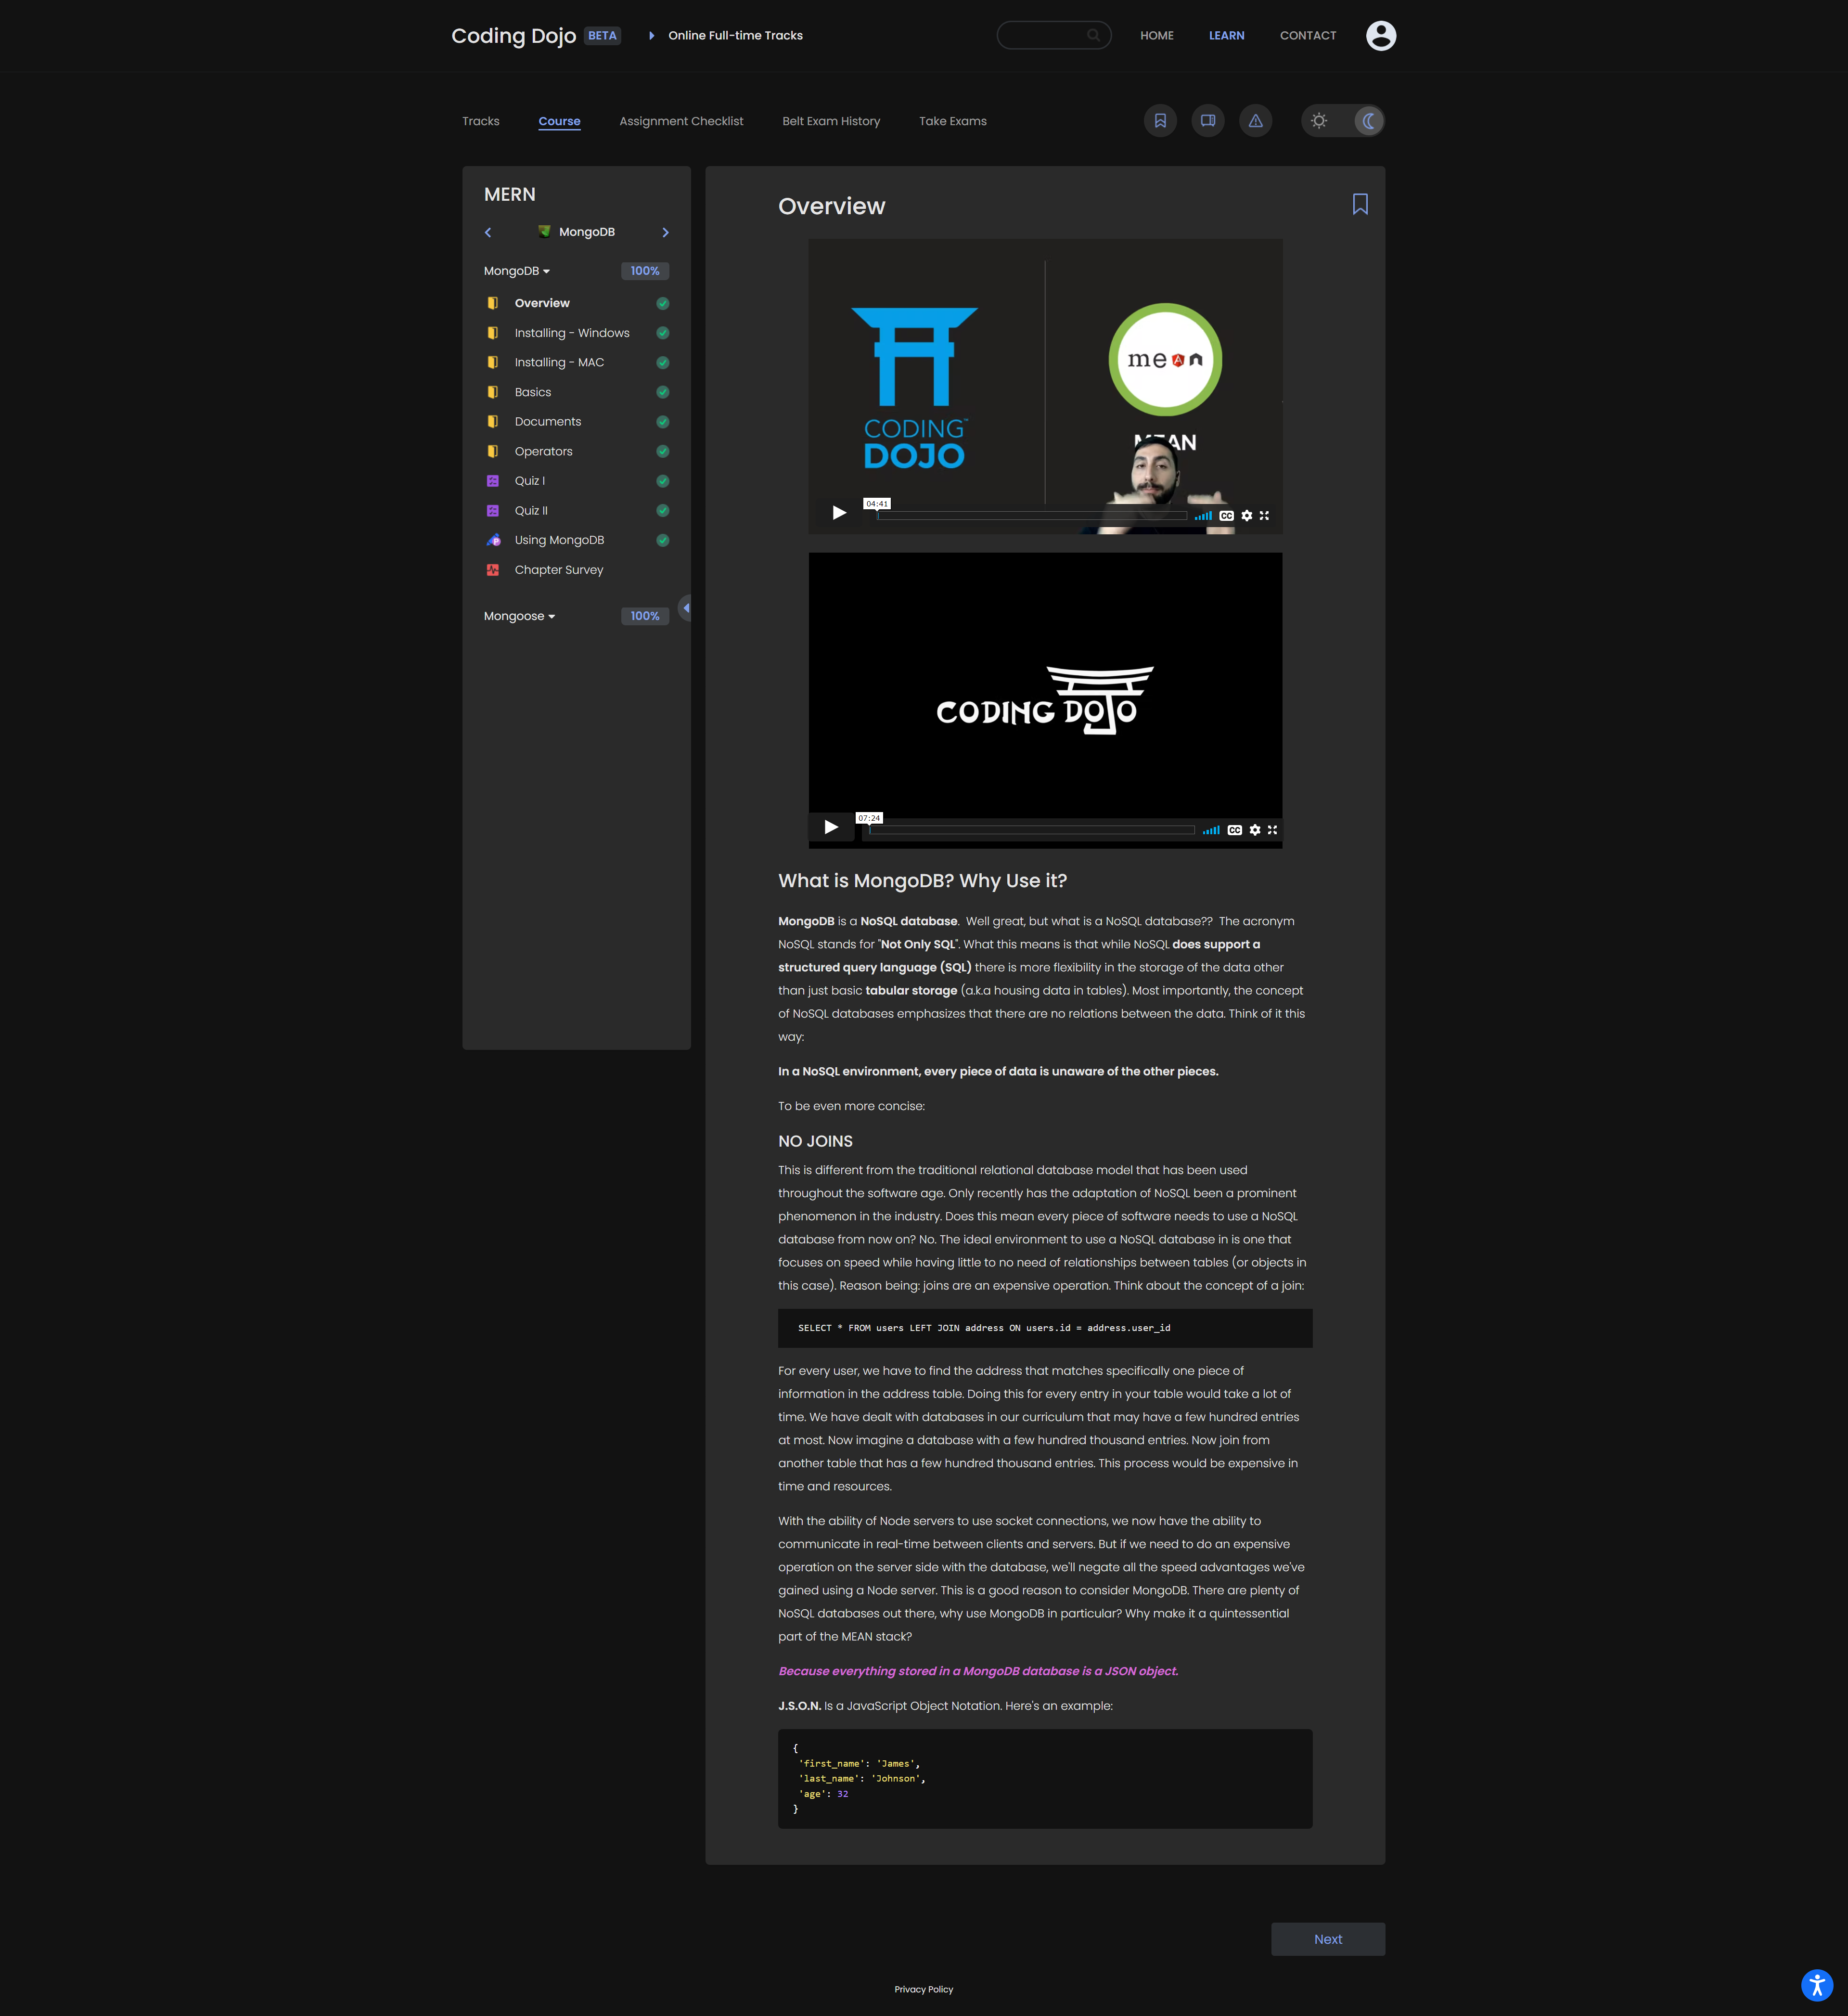 Coding Dojo BETA Online Full-time Tracks HOME LEARN CONTACT
Tracks Course Assignment Checklist Belt Exam History Take Exams
MERN
MongoDB
MongoDB 100%
Overview
Installing - Windows
Installing - MAC
Basics
Documents
Operators
Quiz I
Quiz II
Using MongoDB
Chapter Survey
Mongoose 100%
Overview
CODING™
DOJO
me A n
MEAN
04:41
CC
CODING DOJO
07:24
CC
What is MongoDB? Why Use it?
MongoDB is a NoSQL database.  Well great, but what is a NoSQL database??  The acronym
NoSQL stands for "Not Only SQL". What this means is that while NoSQL does support a
structured query language (SQL) there is more flexibility in the storage of the data other
than just basic tabular storage (a.k.a housing data in tables). Most importantly, the concept
of NoSQL databases emphasizes that there are no relations between the data. Think of it this
way:
In a NoSQL environment, every piece of data is unaware of the other pieces.
To be even more concise:
NO JOINS
This is different from the traditional relational database model that has been used
throughout the software age. Only recently has the adaptation of NoSQL been a prominent
phenomenon in the industry. Does this mean every piece of software needs to use a NoSQL
database from now on? No. The ideal environment to use a NoSQL database in is one that
focuses on speed while having little to no need of relationships between tables (or objects in
this case). Reason being: joins are an expensive operation. Think about the concept of a join:
SELECT * FROM users LEFT JOIN address ON users.id = address.user_id
For every user, we have to find the address that matches specifically one piece of
information in the address table. Doing this for every entry in your table would take a lot of
time. We have dealt with databases in our curriculum that may have a few hundred entries
at most. Now imagine a database with a few hundred thousand entries. Now join from
another table that has a few hundred thousand entries. This process would be expensive in
time and resources.
With the ability of Node servers to use socket connections, we now have the ability to
communicate in real-time between clients and servers. But if we need to do an expensive
operation on the server side with the database, we'll negate all the speed advantages we've
gained using a Node server. This is a good reason to consider MongoDB. There are plenty of
NoSQL databases out there, why use MongoDB in particular? Why make it a quintessential
part of the MEAN stack?
Because everything stored in a MongoDB database is a JSON object.
J.S.O.N. Is a JavaScript Object Notation. Here's an example:
{
'first_name': 'James',
'last_name': 'Johnson',
'age': 32
}
Next
Privacy Policy